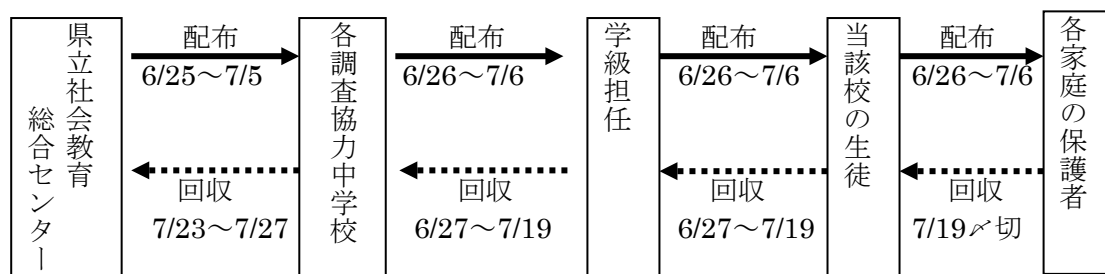 県立社会教育
総合センター
配布
6/25～7/5
回収
7/23～7/27
各調査協力中学校
配布
6/26～7/6
回収
6/27～7/19
学級担任
配布
6/26～7/6
回収
6/27～7/19
当該校の生徒
配布
6/26～7/6
回収
7/19〆切
各家庭の保護者